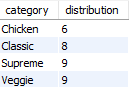 category distribution
Chicken 6
Classic 8
Supreme 9
Veggie 9